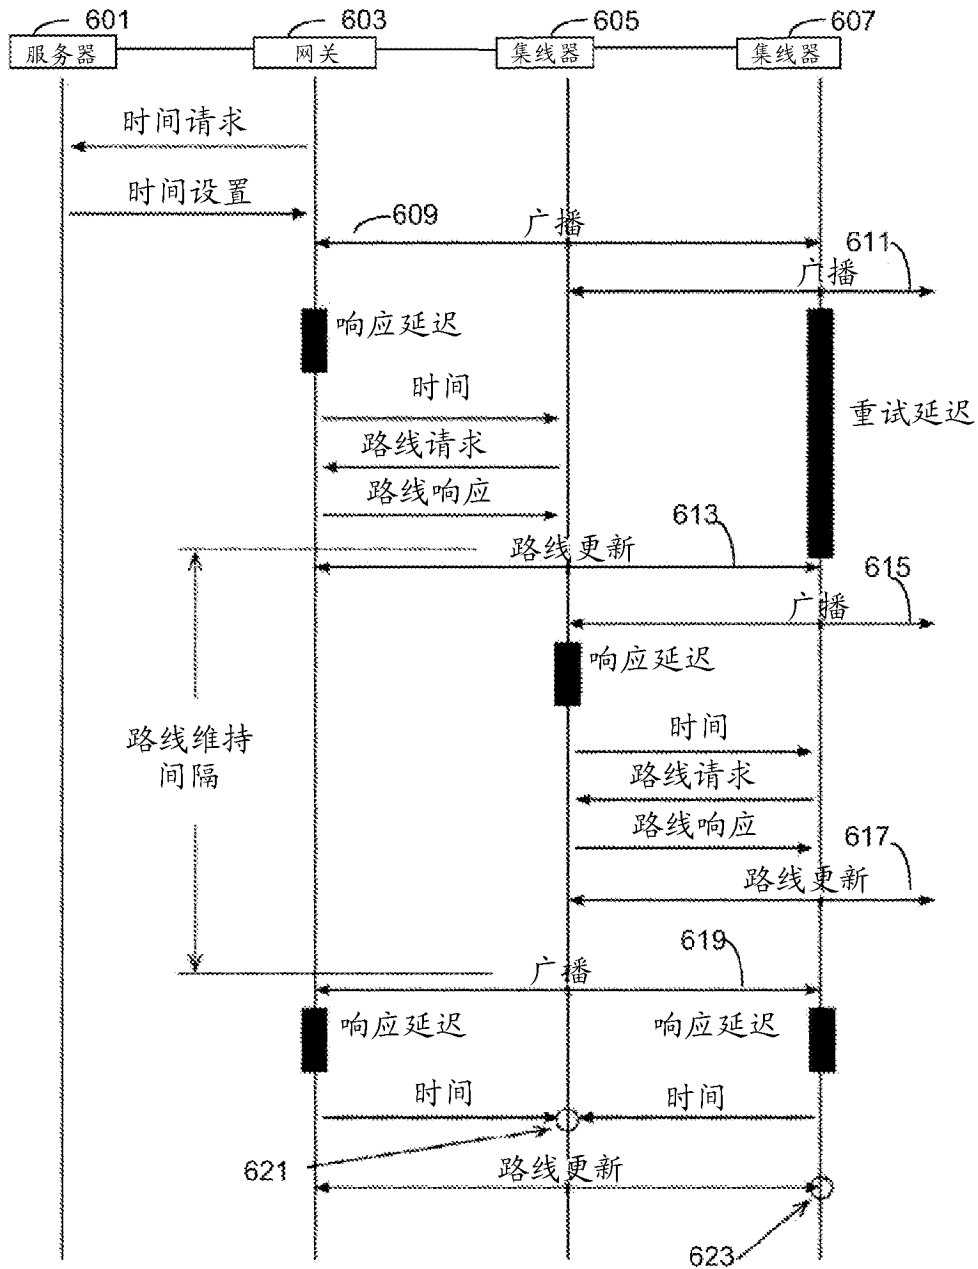 601
603
605
607
服务器
网关
集线器
集线器
时间请求
时间设置
609
广播
611
广播
响应延迟
时间
重试延迟
路线请求
路线响应
613
路线更新
615
广播
响应延迟
时间
路线维持
间隔
路线请求
路线响应
617
路线更新
619
广播
响应延迟
响应延迟
时间
时间
621
路线更新
623